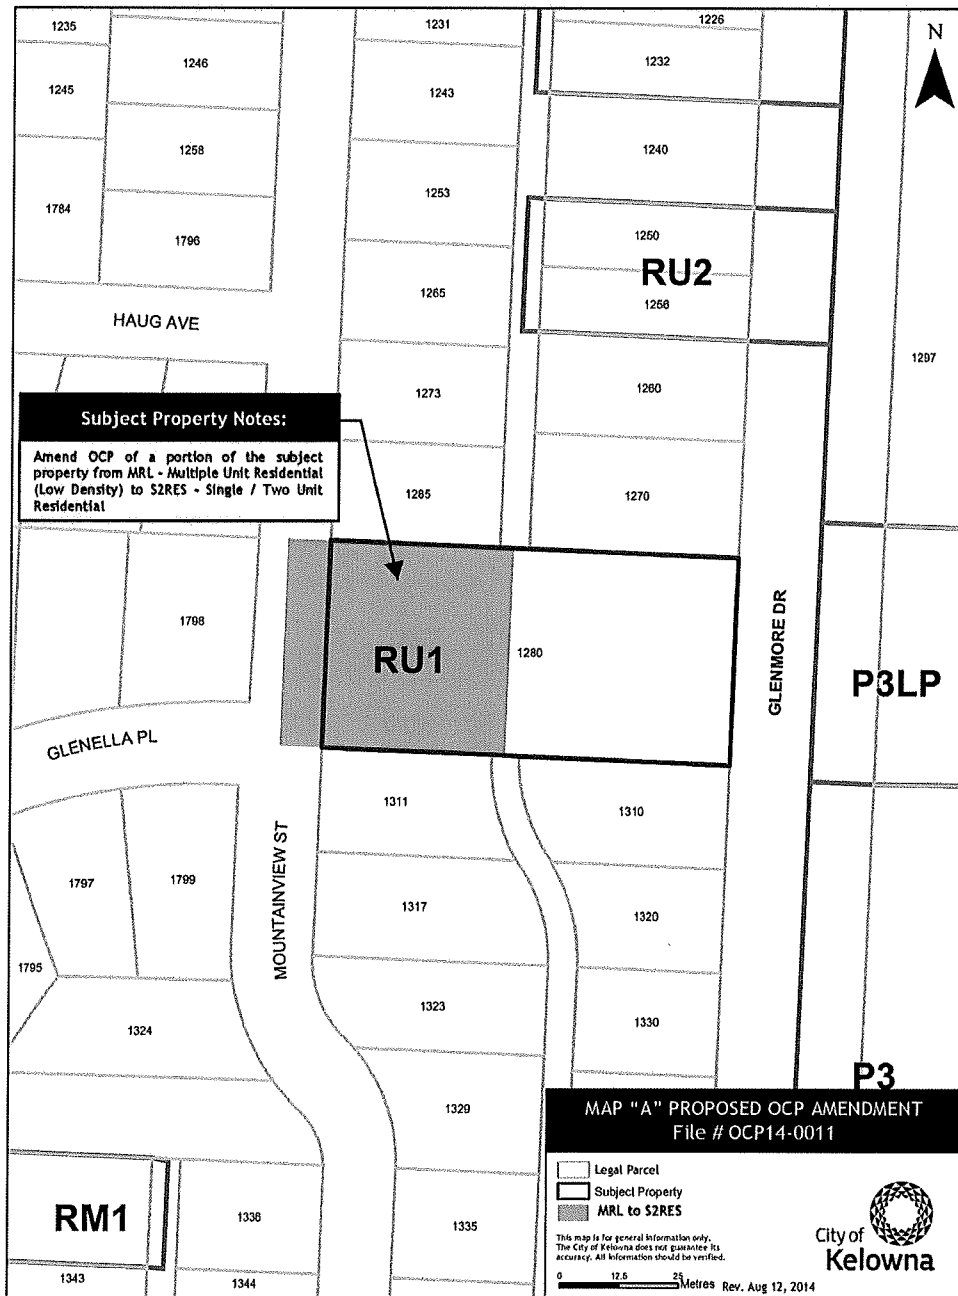 1235
1231
1226
N
1246
1232
1245
1243
1258
1240
1784
1253
1796
1250
RU2
1256
1265
HAUG AVE
1297
1273
1260
Subject Property Notes:
Amend OCP of a portion of the subject
property from MRL - Multiple Unit Residential
(Low Density) to S2RES - Single / Two Unit
Residential
1285
1270
1798
RU1
1280
GLENMORE DR
P3LP
GLENELLA PL
1311
1310
MOUNTAINVIEW ST
1797
1799
1317
1320
1795
1323
1330
1324
P3
1329
MAP "A" PROPOSED OCP AMENDMENT
File # OCP14-0011
Legal Parcel
Subject Property
MRL to S2RES
This map is for general information only.
The City of Kelowna does not guarantee its
accuracy. All information should be verified.
City of
Kelowna
0 12.5 25 Metres
Rev. Aug 12, 2014
RM1
1336
1335
1343
1344